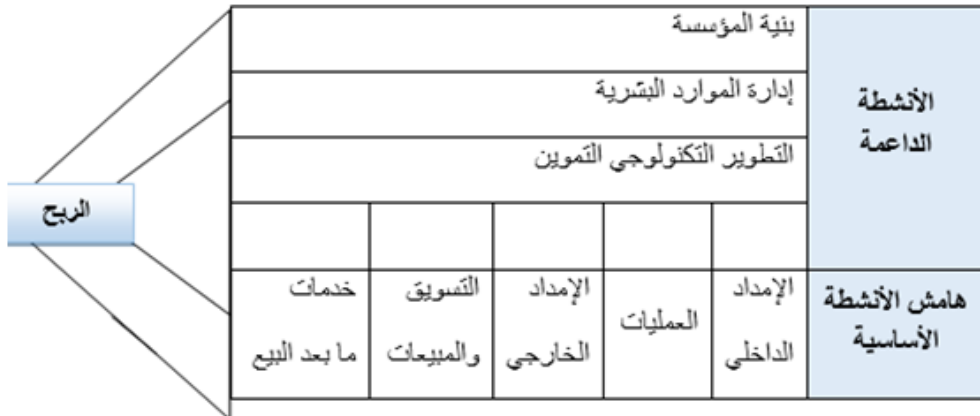 الأنشطة
الداعمة
بنية المؤسسة
إدارة الموارد البشرية
التطوير التكنولوجي التموين
هامش الأنشطة
الأساسية
الإمداد
الداخلي
العمليات
الإمداد
الخارجي
التسويق
والمبيعات
خدمات
ما بعد البيع
الربح